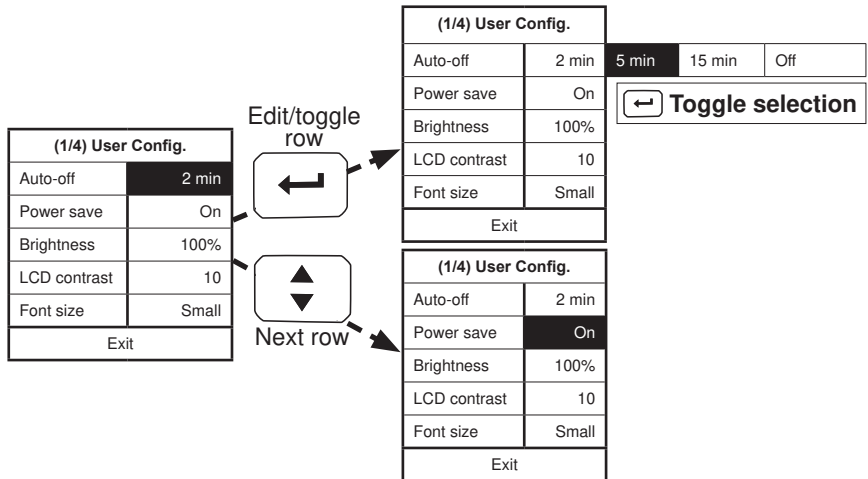 (1/4) User Config.
Auto-off 2 min
Power save On
Brightness 100%
LCD contrast 10
Font size Small
Exit
Edit/toggle
row
Next row
(1/4) User Config.
Auto-off 2 min 5 min 15 min Off
Power save On
Brightness 100%
LCD contrast 10
Font size Small
Exit
Toggle selection
(1/4) User Config.
Auto-off 2 min
Power save On
Brightness 100%
LCD contrast 10
Font size Small
Exit